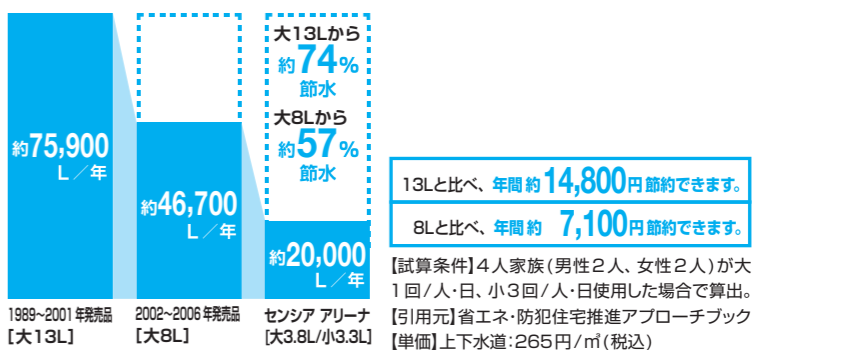 大13Lから
約74%
節水
大8Lから
約57%
節水
約75,900
L/年
約46,700
L/年
約20,000
L/年
1989~2001年発売品
[大13L]
2002~2006年発売品
[大8L]
センシア アリーナ
[大3.8L/小3.3L]
13Lと比べ、年間約14,800円節約できます。
8Lと比べ、年間約 7,100円節約できます。
【試算条件】4人家族(男性2人、女性2人)が大
1回/人・日、小3回/人・日使用した場合で算出。
【引用元】省エネ・防犯住宅推進アプローチブック
【単価】上下水道:265円/㎥(税込)